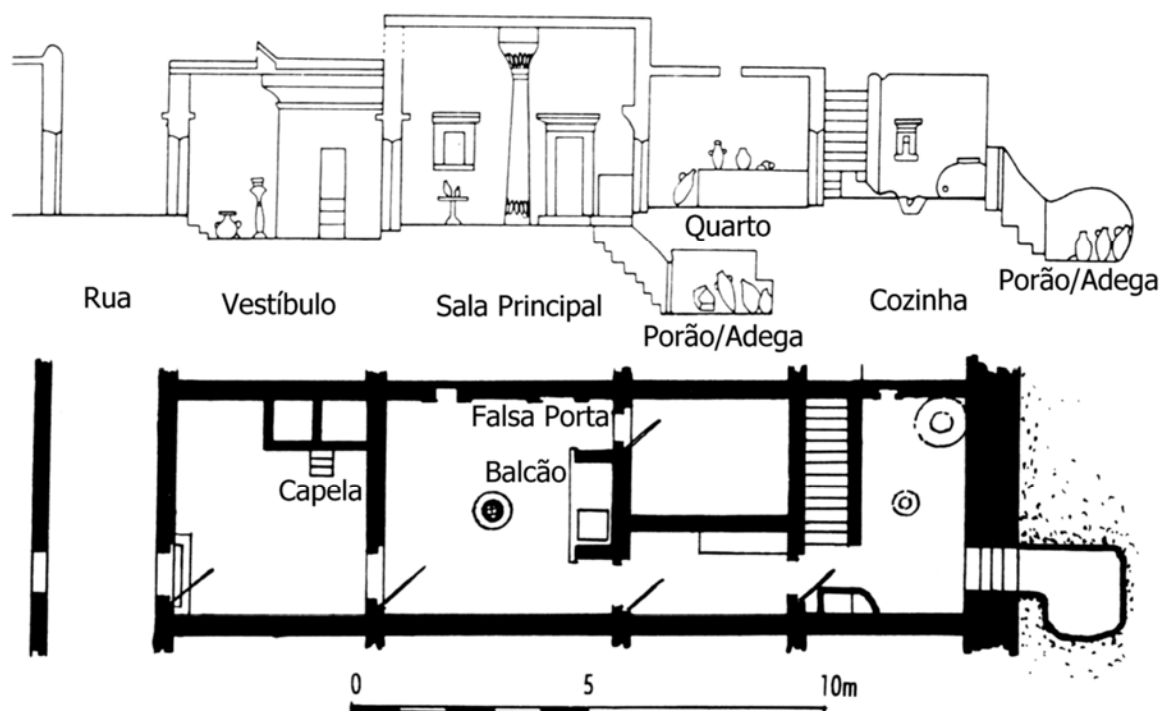 Rua
Vestíbulo
Sala Principal
Quarto
Porão/Adega
Cozinha
Porão/Adega
Falsa Porta
Balcão
Capela
0 5 10m